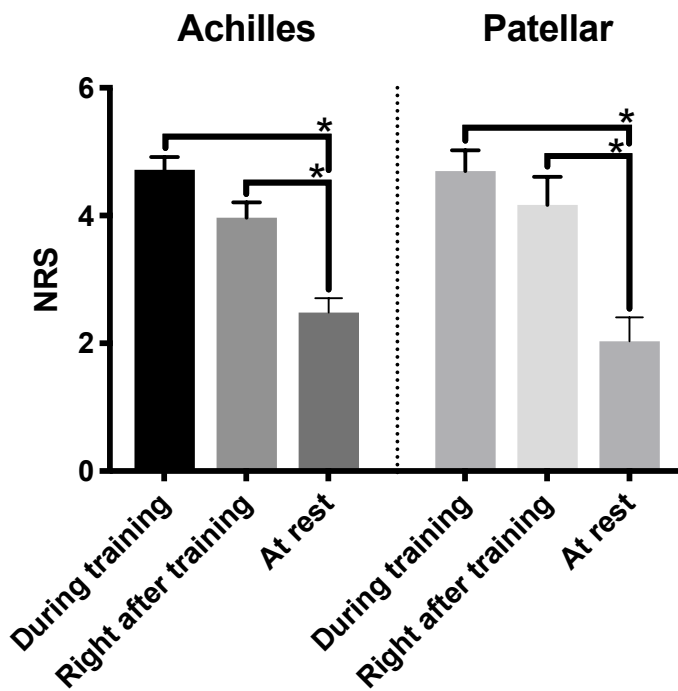 Achilles Patellar
6
* *
* *
4
NRS
2
0
During training
Right after training
At rest
During training
Right after training
At rest